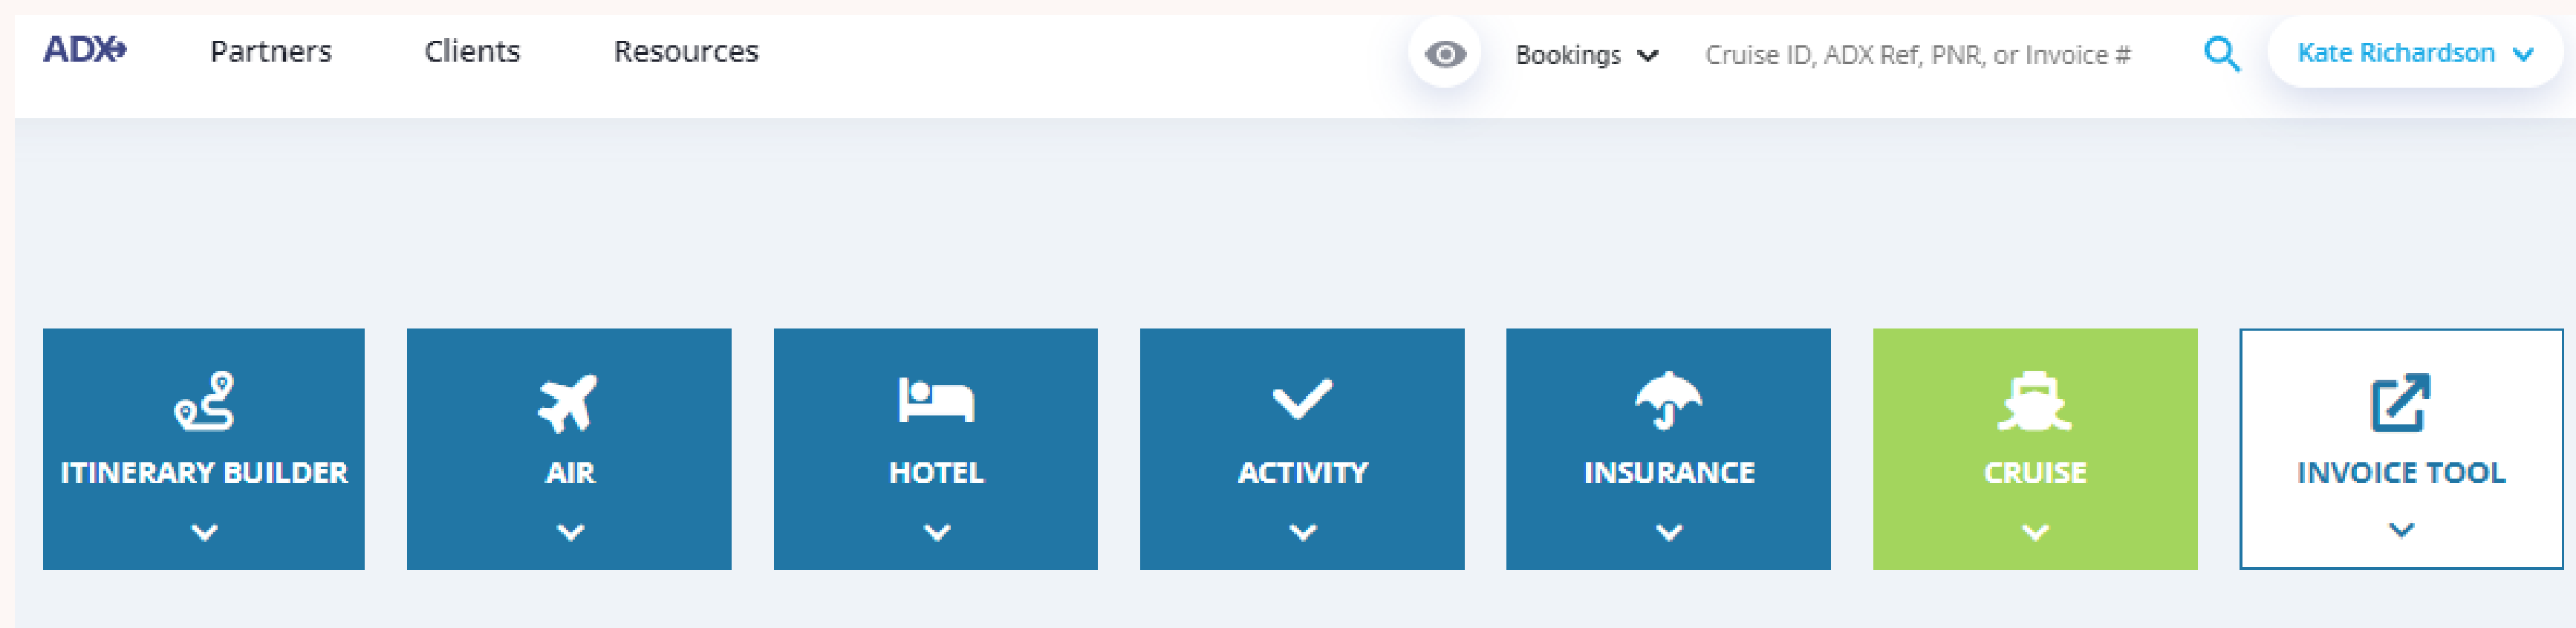 ADX
Partners
Clients
Resources
Bookings
Cruise ID, ADX Ref, PNR, or Invoice #
Kate Richardson
ITINERARY BUILDER
AIR
HOTEL
ACTIVITY
INSURANCE
CRUISE
INVOICE TOOL